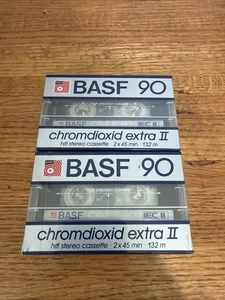 BASF 90
BASF IEC II
chromdioxid extra II
hifi stereo cassette · 2 x 45 min · 132 m
BASF 90
BASF IEC II
chromdioxid extra II
hifi stereo cassette · 2 x 45 min · 132 m